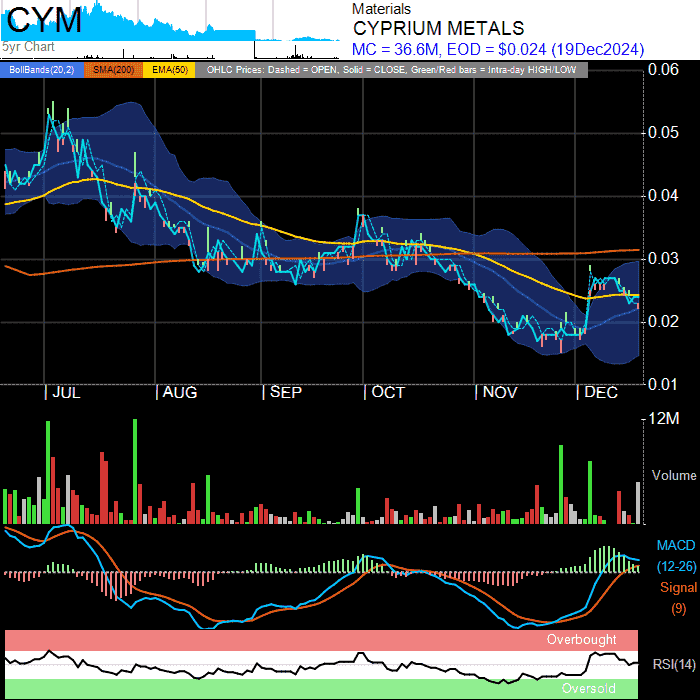 CYM
5yr Chart
Materials
CYPRIUM METALS
MC = 36.6M, EOD = $0.024 (19Dec2024)
BollBands(20,2) SMA(200) EMA(50) OHLC Prices: Dashed = OPEN, Solid = CLOSE, Green/Red bars = Intra-day HIGH/LOW
0.06
0.05
0.04
0.03
0.02
0.01
| JUL | AUG | SEP | OCT | NOV | DEC
12M
Volume
MACD
(12-26)
Signal
(9)
Overbought
RSI(14)
Oversold